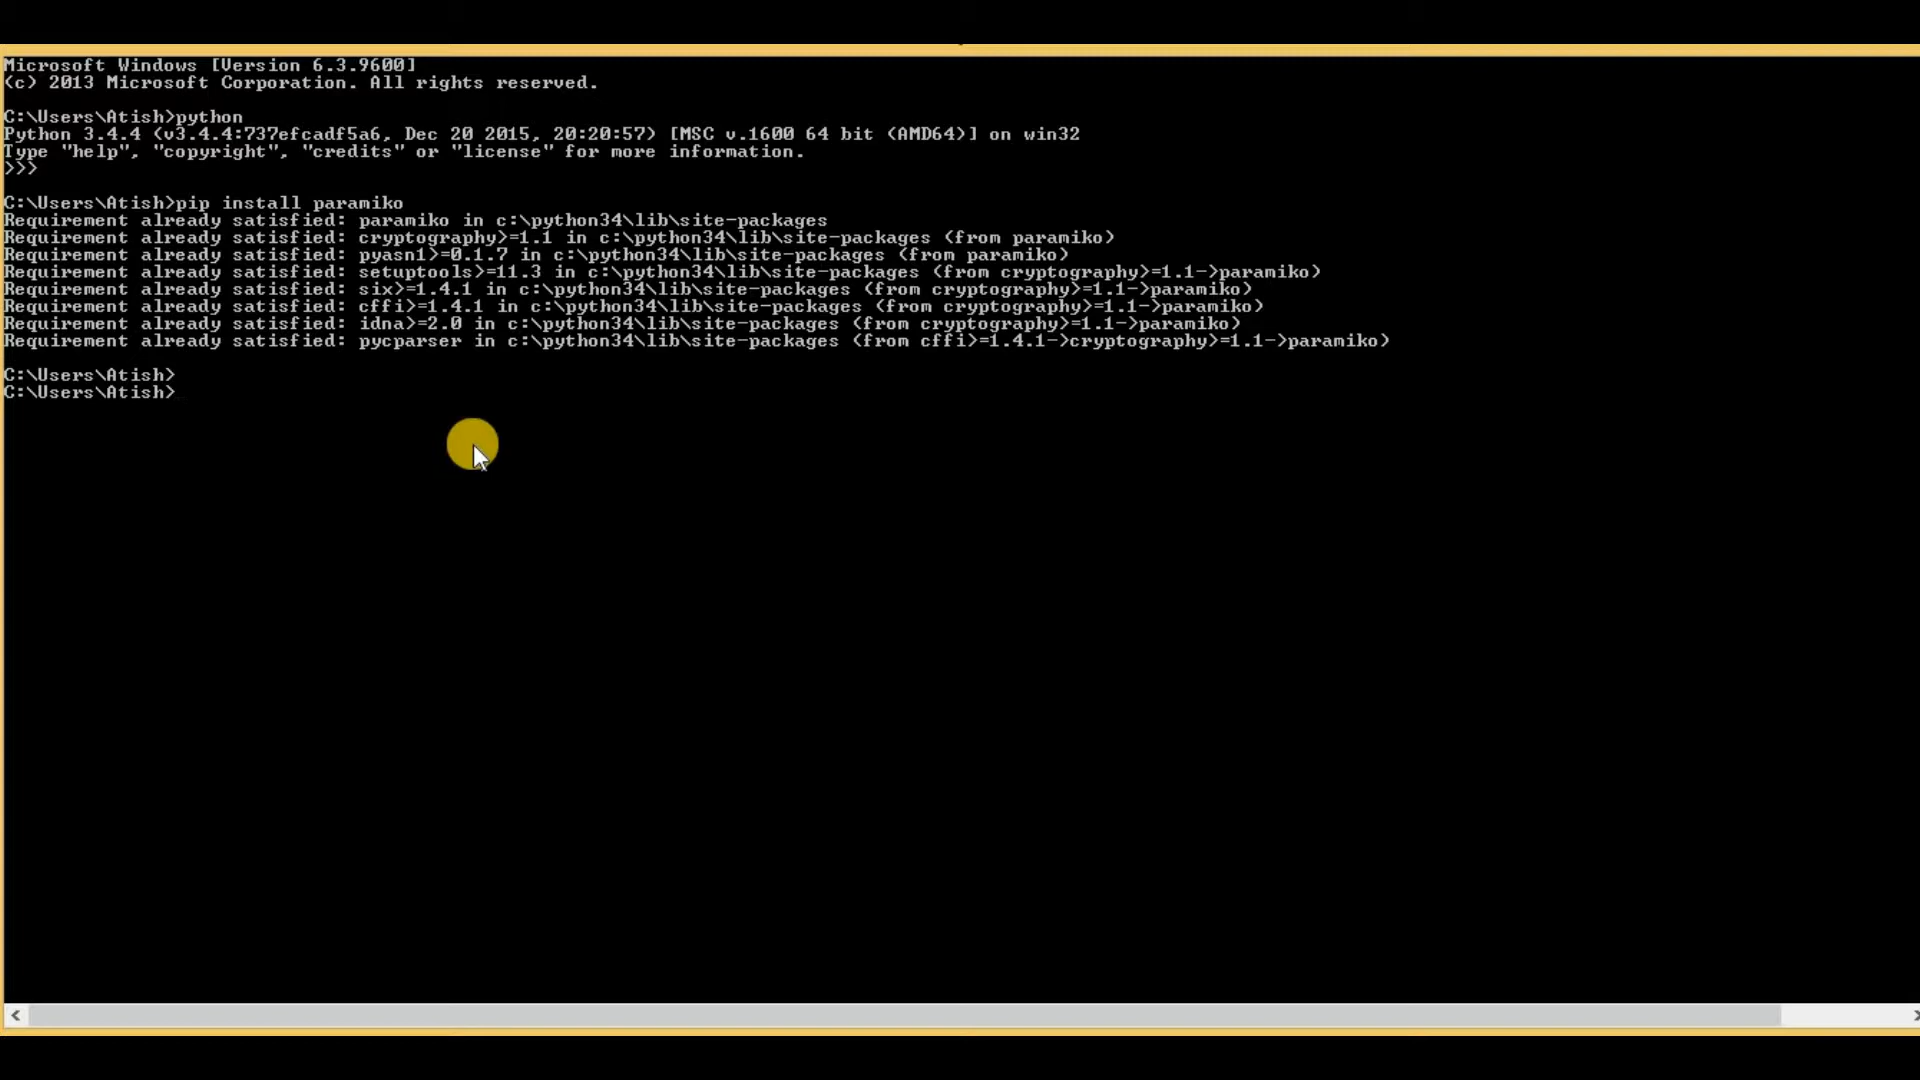 Microsoft Windows [Version 6.3.9600]
(c) 2013 Microsoft Corporation. All rights reserved.
C:\Users\Atish>python
Python 3.4.4 (v3.4.4:737efcadf5a6, Dec 20 2015, 20:20:57) [MSC v.1600 64 bit (AMD64)] on win32
Type "help", "copyright", "credits" or "license" for more information.
>>>
C:\Users\Atish>pip install paramiko
Requirement already satisfied: paramiko in c:\python34\lib\site-packages
Requirement already satisfied: cryptography>=1.1 in c:\python34\lib\site-packages (from paramiko)
Requirement already satisfied: pyasn1>=0.1.7 in c:\python34\lib\site-packages (from paramiko)
Requirement already satisfied: setuptools>=11.3 in c:\python34\lib\site-packages (from cryptography>=1.1->paramiko)
Requirement already satisfied: six>=1.4.1 in c:\python34\lib\site-packages (from cryptography>=1.1->paramiko)
Requirement already satisfied: cffi>=1.4.1 in c:\python34\lib\site-packages (from cryptography>=1.1->paramiko)
Requirement already satisfied: idna>=2.0 in c:\python34\lib\site-packages (from cryptography>=1.1->paramiko)
Requirement already satisfied: pycparser in c:\python34\lib\site-packages (from cffi>=1.4.1->cryptography>=1.1->paramiko)
C:\Users\Atish>
C:\Users\Atish>